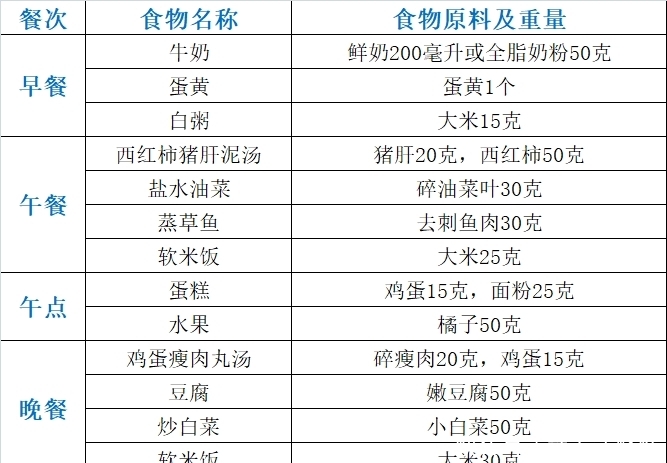 餐次 食物名称 食物原料及重量
早餐 牛奶 鲜奶200毫升或全脂奶粉50克
蛋黄 蛋黄1个
白粥 大米15克
午餐 西红柿猪肝泥汤 猪肝20克，西红柿50克
盐水油菜 碎油菜叶30克
蒸草鱼 去刺鱼肉30克
软米饭 大米25克
午点 蛋糕 鸡蛋15克，面粉25克
水果 橘子50克
晚餐 鸡蛋瘦肉丸汤 碎瘦肉20克，鸡蛋15克
豆腐 嫩豆腐50克
炒白菜 小白菜50克
软米饭 大米30克